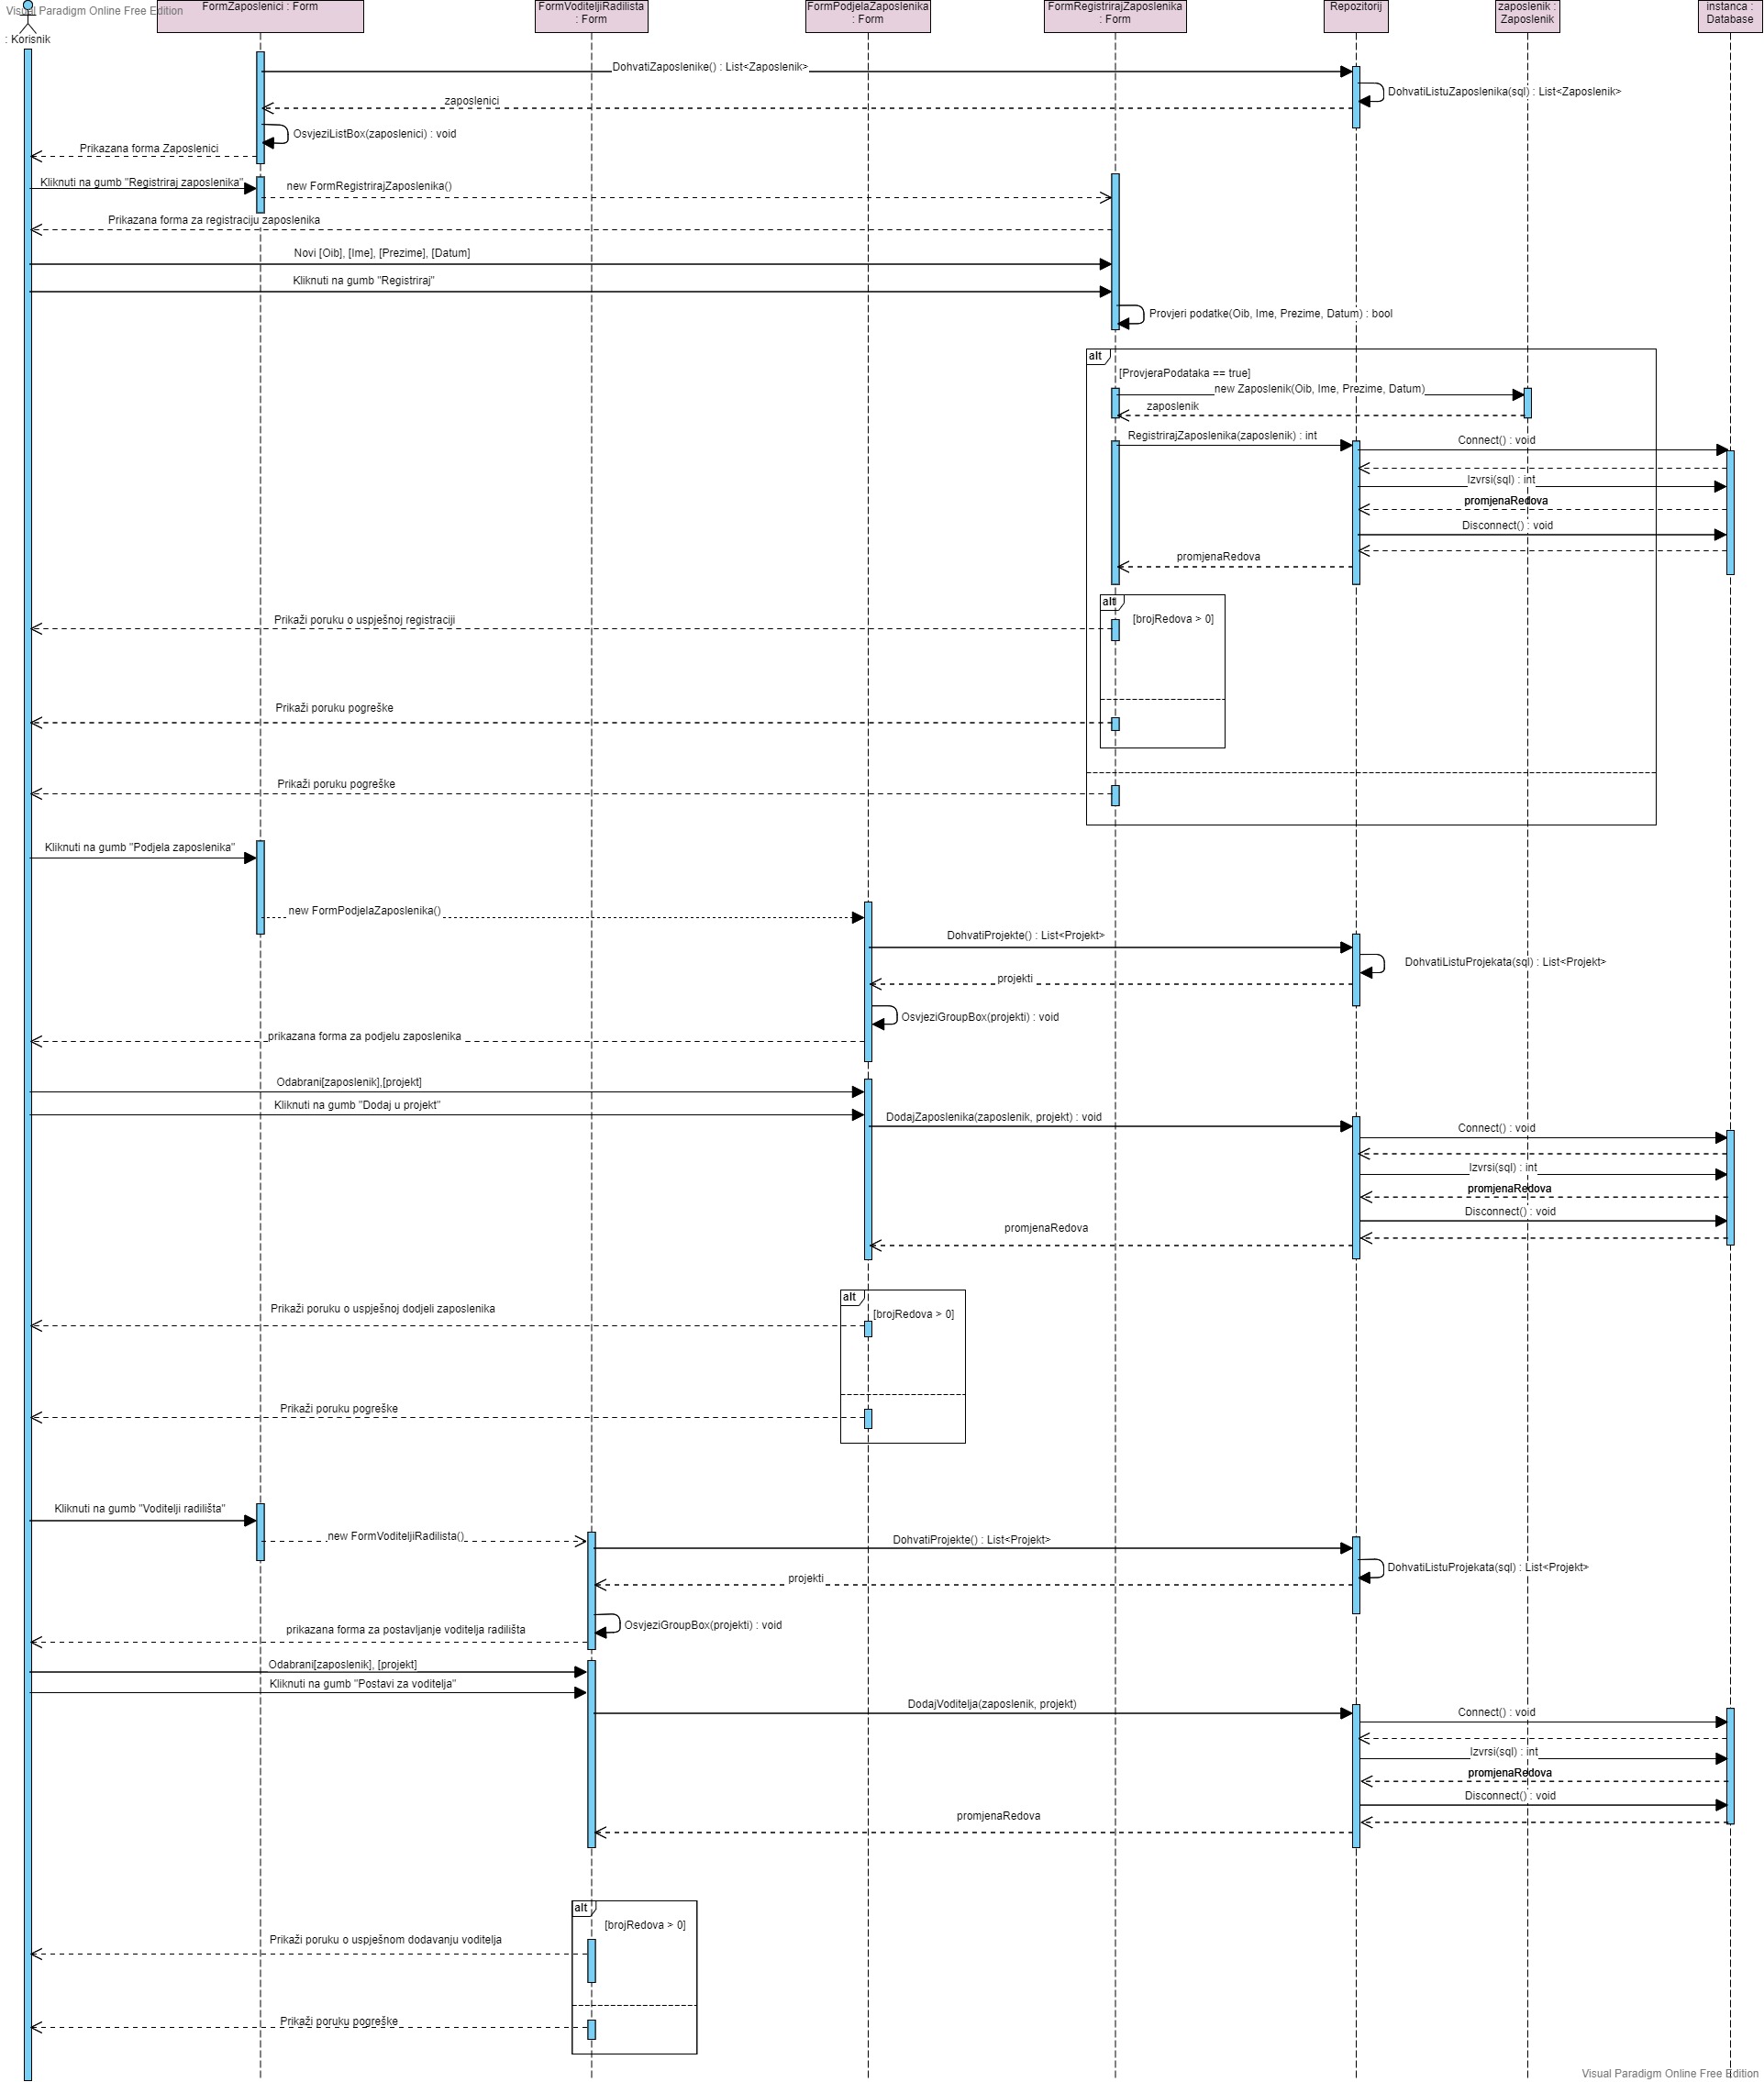 Visual Paradigm Online Free Edition
: Korisnik
FormZaposlenici : Form
FormVoditeljiRadilista
: Form
FormPodjelaZaposlenika
: Form
FormRegistrirajZaposlenika
: Form
Repozitorij
zaposlenik :
Zaposlenik
instanca :
Database
DohvatiZaposlenike() : List<Zaposlenik>
DohvatiListuZaposlenika(sql) : List<Zaposlenik>
zaposlenici
OsvjeziListBox(zaposlenici) : void
Prikazana forma Zaposlenici
Kliknuti na gumb "Registriraj zaposlenika"
new FormRegistrirajZaposlenika()
Prikazana forma za registraciju zaposlenika
Novi [Oib], [Ime], [Prezime], [Datum]
Kliknuti na gumb "Registriraj"
Provjeri podatke(Oib, Ime, Prezime, Datum) : bool
alt
[ProvjeraPodataka == true]
new Zaposlenik(Oib, Ime, Prezime, Datum)
zaposlenik
RegistrirajZaposlenika(zaposlenik) : int
Connect() : void
Izvrsi(sql) : int
promjenaRedova
Disconnect() : void
promjenaRedova
alt
[brojRedova > 0]
Prikaži poruku o uspješnoj registraciji
Prikaži poruku pogreške
Prikaži poruku pogreške
Kliknuti na gumb "Podjela zaposlenika"
new FormPodjelaZaposlenika()
DohvatiProjekte() : List<Projekt>
DohvatiListuProjekata(sql) : List<Projekt>
projekti
OsvjeziGroupBox(projekti) : void
prikazana forma za podjelu zaposlenika
Odabrani[zaposlenik],[projekt]
Kliknuti na gumb "Dodaj u projekt"
DodajZaposlenika(zaposlenik, projekt) : void
Connect() : void
Izvrsi(sql) : int
promjenaRedova
Disconnect() : void
promjenaRedova
alt
[brojRedova > 0]
Prikaži poruku o uspješnoj dodjeli zaposlenika
Prikaži poruku pogreške
Kliknuti na gumb "Voditelji radilišta"
new FormVoditeljiRadilista()
DohvatiProjekte() : List<Projekt>
DohvatiListuProjekata(sql) : List<Projekt>
projekti
OsvjeziGroupBox(projekti) : void
prikazana forma za postavljanje voditelja radilišta
Odabrani[zaposlenik], [projekt]
Kliknuti na gumb "Postavi za voditelja"
DodajVoditelja(zaposlenik, projekt)
Connect() : void
Izvrsi(sql) : int
promjenaRedova
Disconnect() : void
promjenaRedova
alt
[brojRedova > 0]
Prikaži poruku o uspješnom dodavanju voditelja
Prikaži poruku pogreške
Visual Paradigm Online Free Edition